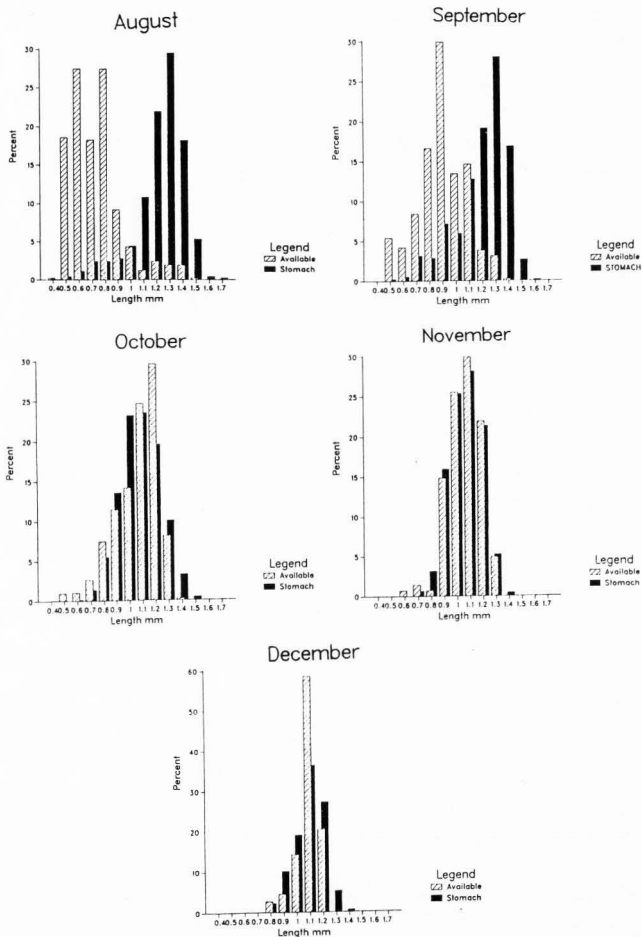 August
30
25
20
15
10
5
0
Percent
0.40.5 0.6 0.7 0.8 0.9 1 1.1 1.2 1.3 1.4 1.5 1.6 1.7
Length mm
Legend
Available
Stomach
September
30
25
20
15
10
5
0
Percent
0.4 0.5 0.6 0.7 0.8 0.9 1 1.1 1.2 1.3 1.4 1.5 1.6 1.7
Length mm
Legend
Available
STOMACH
October
30
25
20
15
10
5
0
Percent
0.40.5 0.6 0.7 0.8 0.9 1 1.1 1.2 1.3 1.4 1.5 1.6 1.7
Length mm
Legend
Available
Stomach
November
30
25
20
15
10
5
0
Percent
0.4 0.5 0.6 0.7 0.8 0.9 1 1.1 1.2 1.3 1.4 1.5 1.6 1.7
Length mm
Legend
Available
Stomach
December
60
50
40
30
20
10
0
Percent
0.4 0.5 0.6 0.7 0.8 0.9 1 1.1 1.2 1.3 1.4 1.5 1.6 1.7
Length mm
Legend
Available
Stomach